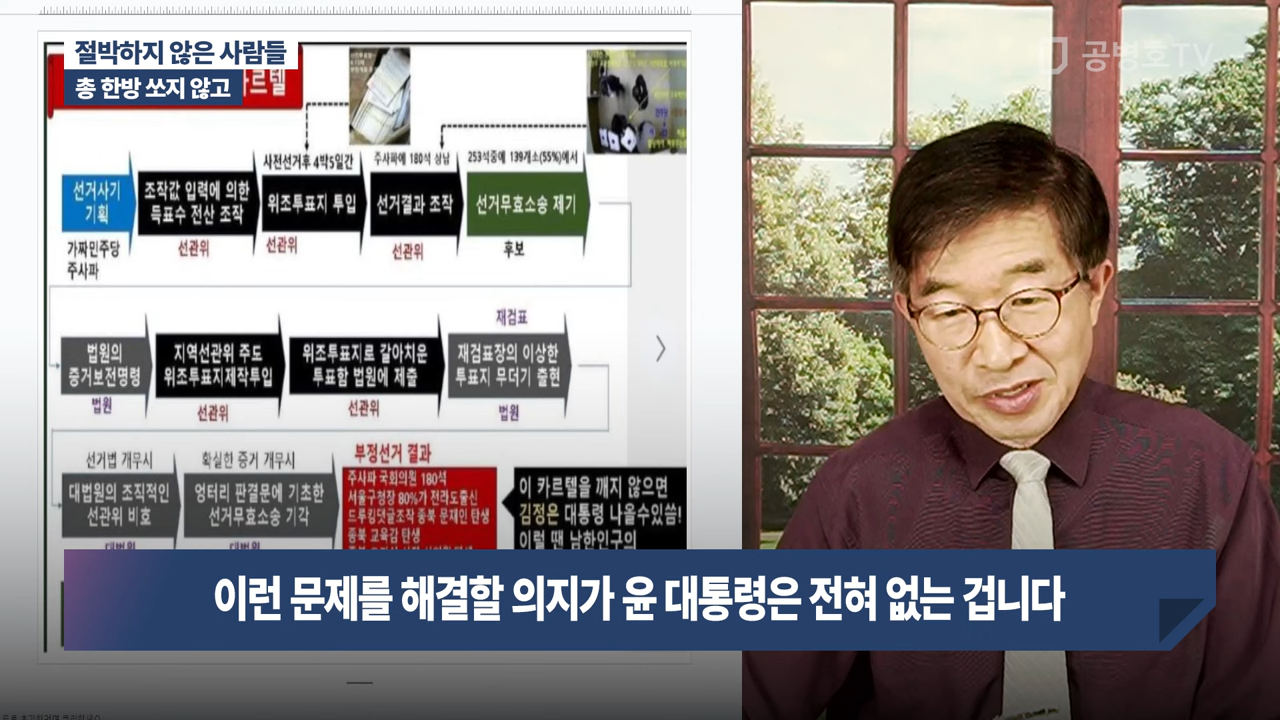 절박하지 않은 사람들
총 한방 쏘지 않고
르텔
공병호TV
사전선거후 4박5일간
주사파에 180석 상납
253석중에 139개소(55%)에서
선거사기
기획
조작값 입력에 의한
득표수 전산 조작
위조투표지 투입
선거결과 조작
선거무효소송 제기
가짜민주당
주사파
선관위
선관위
선관위
후보
재검표
법원의
증거보전명령
지역선관위 주도
위조투표지제작투입
위조투표지로 갈아치운
투표함 법원에 제출
재검표장의 이상한
투표지 무더기 출현
법원
선관위
선관위
법원
선거법 개무시
확실한 증거 개무시
부정선거 결과
대법원의 조직적인
선관위 비호
엉터리 판결문에 기초한
선거무효소송 기각
주사파 국회의원 180석
서울구청장 80%가 전라도출신
드루킹댓글조작 종북 문재인 탄생
종북 교육감 탄생
이 카르텔을 깨지 않으면
김정은 대통령 나올수있씀!
이럴 땐 남한인구의
이런 문제를 해결할 의지가 윤 대통령은 전혀 없는 겁니다